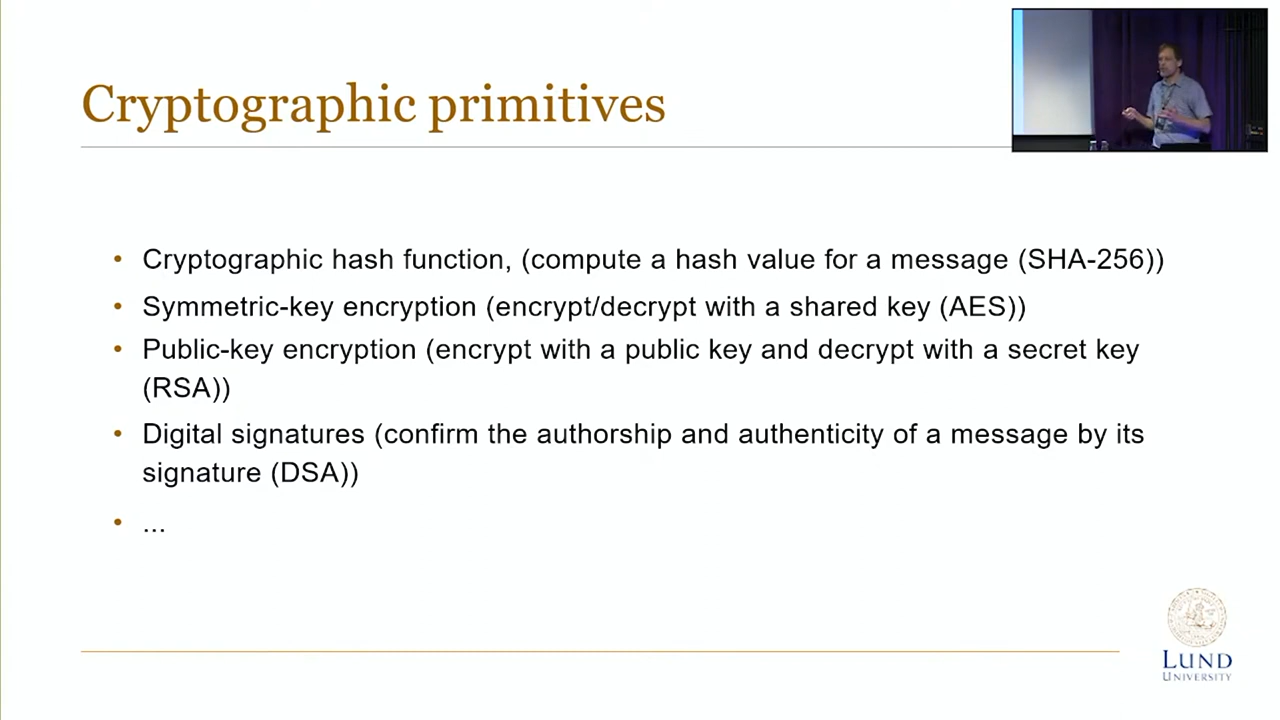 Cryptographic primitives
• Cryptographic hash function, (compute a hash value for a message (SHA-256))
• Symmetric-key encryption (encrypt/decrypt with a shared key (AES))
• Public-key encryption (encrypt with a public key and decrypt with a secret key
(RSA))
• Digital signatures (confirm the authorship and authenticity of a message by its
signature (DSA))
• ...
LUND
UNIVERSITY